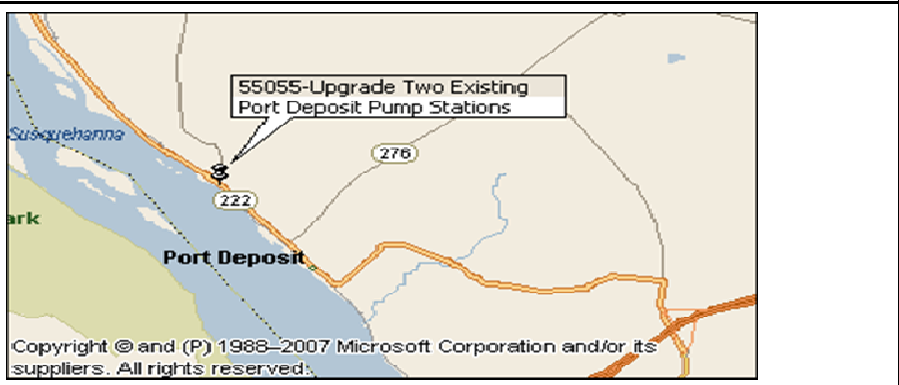 55055-Upgrade Two Existing
Port Deposit Pump Stations
Susquehanna
276
222
ark
Port Deposit
Copyright © and (P) 1988–2007 Microsoft Corporation and/or its
suppliers. All rights reserved.